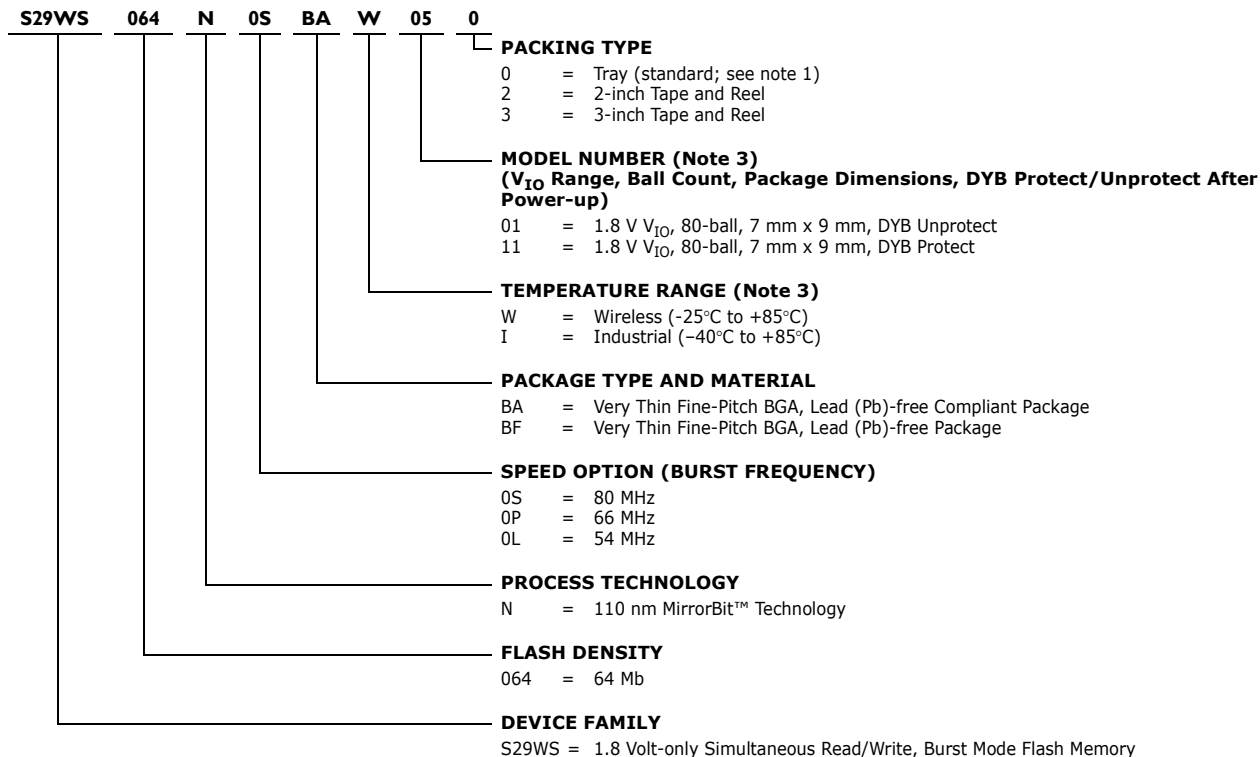 S29WS 064 N 0S BA W 05 0
PACKING TYPE
0 = Tray (standard; see note 1)
2 = 2-inch Tape and Reel
3 = 3-inch Tape and Reel
MODEL NUMBER (Note 3)
(VIO Range, Ball Count, Package Dimensions, DYB Protect/Unprotect After
Power-up)
01 = 1.8 V VIO, 80-ball, 7 mm x 9 mm, DYB Unprotect
11 = 1.8 V VIO, 80-ball, 7 mm x 9 mm, DYB Protect
TEMPERATURE RANGE (Note 3)
W = Wireless (-25°C to +85°C)
I = Industrial (–40°C to +85°C)
PACKAGE TYPE AND MATERIAL
BA = Very Thin Fine-Pitch BGA, Lead (Pb)-free Compliant Package
BF = Very Thin Fine-Pitch BGA, Lead (Pb)-free Package
SPEED OPTION (BURST FREQUENCY)
0S = 80 MHz
0P = 66 MHz
0L = 54 MHz
PROCESS TECHNOLOGY
N = 110 nm MirrorBit™ Technology
FLASH DENSITY
064 = 64 Mb
DEVICE FAMILY
S29WS = 1.8 Volt-only Simultaneous Read/Write, Burst Mode Flash Memory